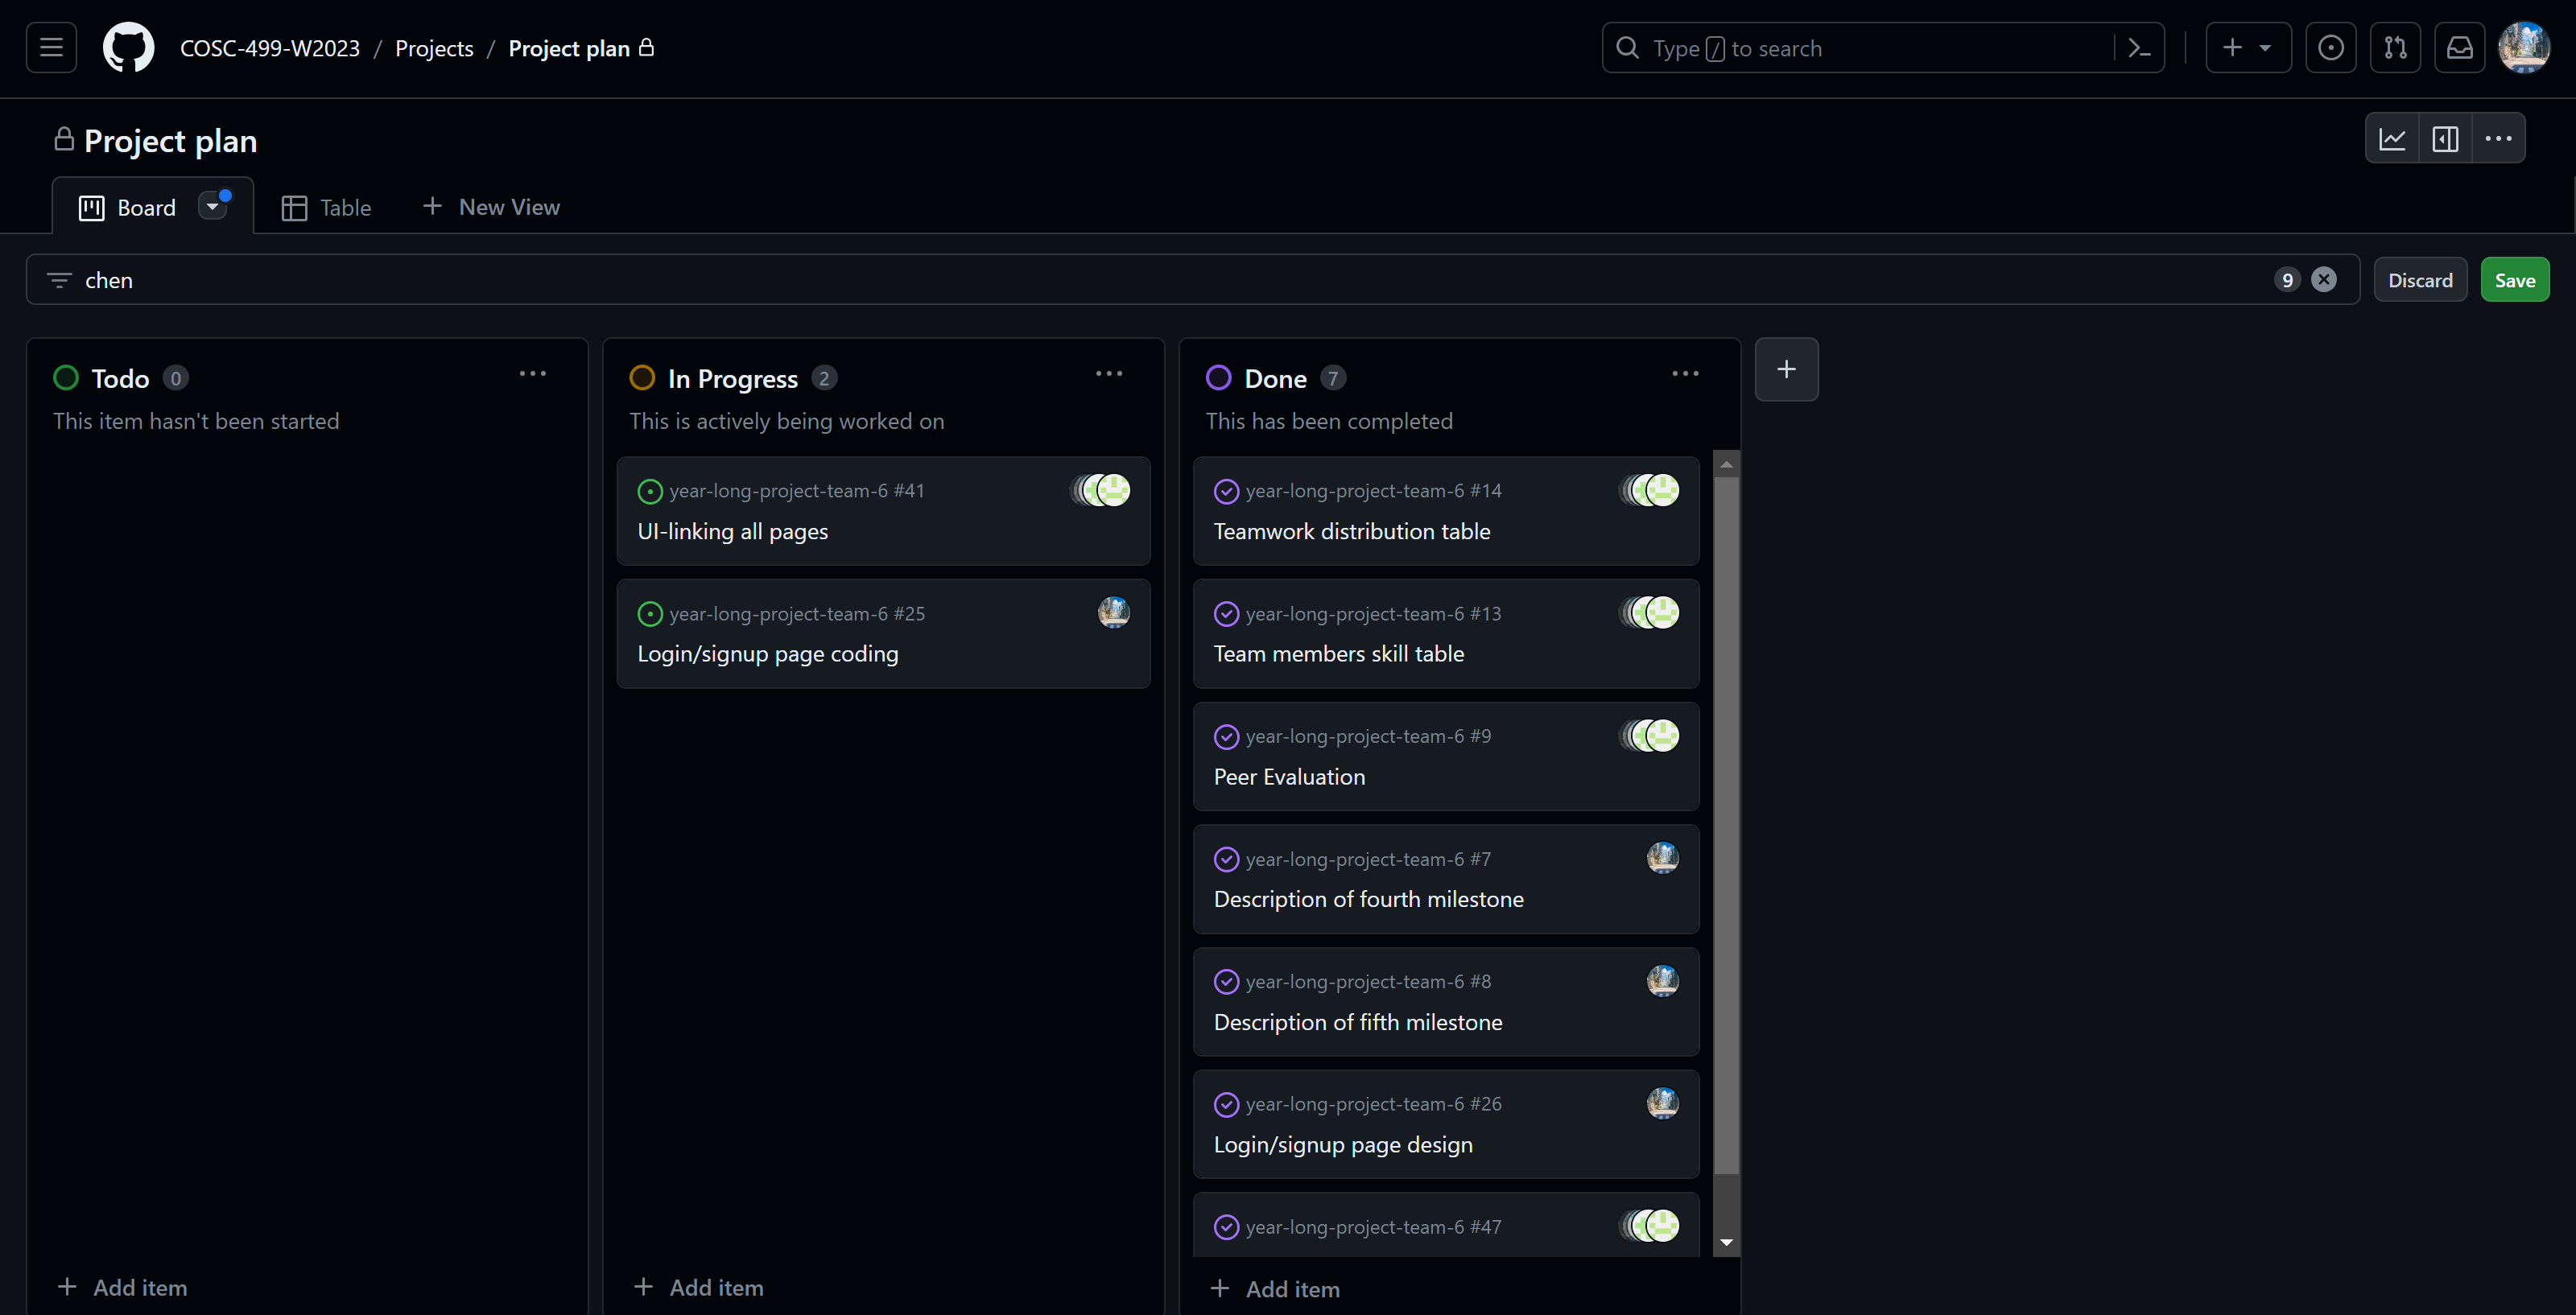 COSC-499-W2023 / Projects / Project plan
Type / to search
Project plan
Board
Table
New View
chen
9
Discard
Save
Todo 0
This item hasn't been started
Add item
In Progress 2
This is actively being worked on
year-long-project-team-6 #41
UI-linking all pages
year-long-project-team-6 #25
Login/signup page coding
Add item
Done 7
This has been completed
year-long-project-team-6 #14
Teamwork distribution table
year-long-project-team-6 #13
Team members skill table
year-long-project-team-6 #9
Peer Evaluation
year-long-project-team-6 #7
Description of fourth milestone
year-long-project-team-6 #8
Description of fifth milestone
year-long-project-team-6 #26
Login/signup page design
year-long-project-team-6 #47
Add item